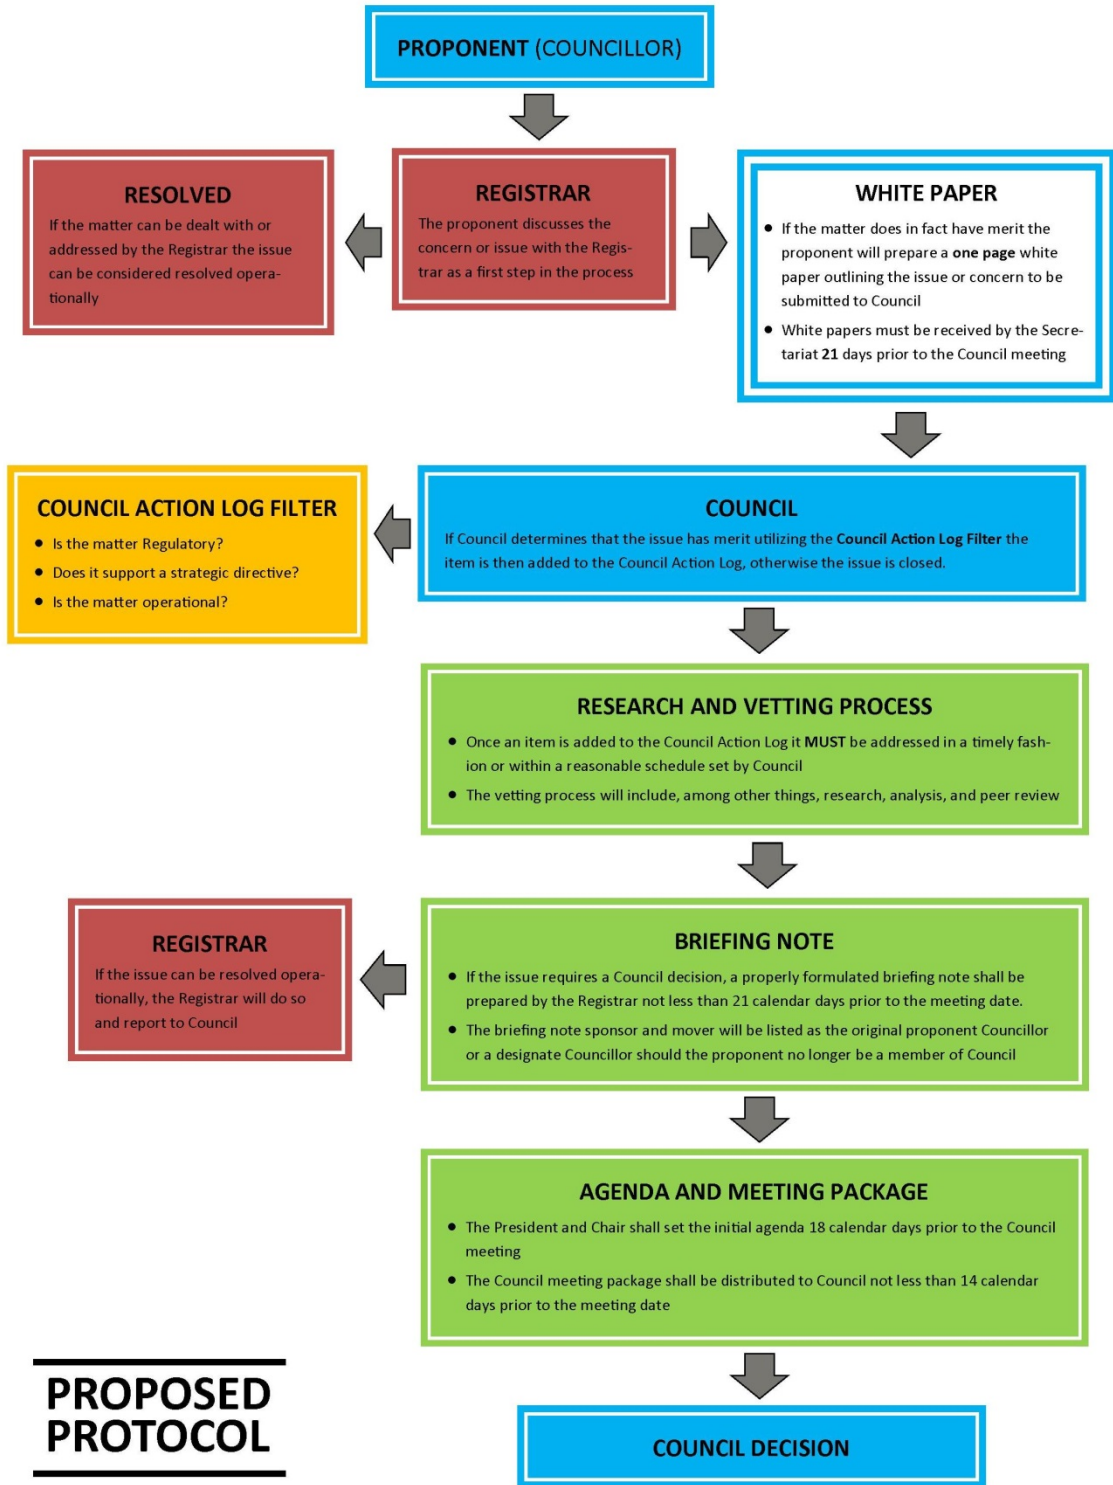 PROPONENT (COUNCILLOR)
RESOLVED
If the matter can be dealt with or
addressed by the Registrar the issue
can be considered resolved opera-
tionally
REGISTRAR
The proponent discusses the
concern or issue with the Regis-
trar as a first step in the process
WHITE PAPER
• If the matter does in fact have merit the
proponent will prepare a one page white
paper outlining the issue or concern to be
submitted to Council
• White papers must be received by the Secre-
tariat 21 days prior to the Council meeting
COUNCIL ACTION LOG FILTER
• Is the matter Regulatory?
• Does it support a strategic directive?
• Is the matter operational?
COUNCIL
If Council determines that the issue has merit utilizing the Council Action Log Filter the
item is then added to the Council Action Log, otherwise the issue is closed.
RESEARCH AND VETTING PROCESS
• Once an item is added to the Council Action Log it MUST be addressed in a timely fash-
ion or within a reasonable schedule set by Council
• The vetting process will include, among other things, research, analysis, and peer review
REGISTRAR
If the issue can be resolved opera-
tionally, the Registrar will do so
and report to Council
BRIEFING NOTE
• If the issue requires a Council decision, a properly formulated briefing note shall be
prepared by the Registrar not less than 21 calendar days prior to the meeting date.
• The briefing note sponsor and mover will be listed as the original proponent Councillor
or a designate Councillor should the proponent no longer be a member of Council
AGENDA AND MEETING PACKAGE
• The President and Chair shall set the initial agenda 18 calendar days prior to the Council
meeting
• The Council meeting package shall be distributed to Council not less than 14 calendar
days prior to the meeting date
PROPOSED
PROTOCOL
COUNCIL DECISION